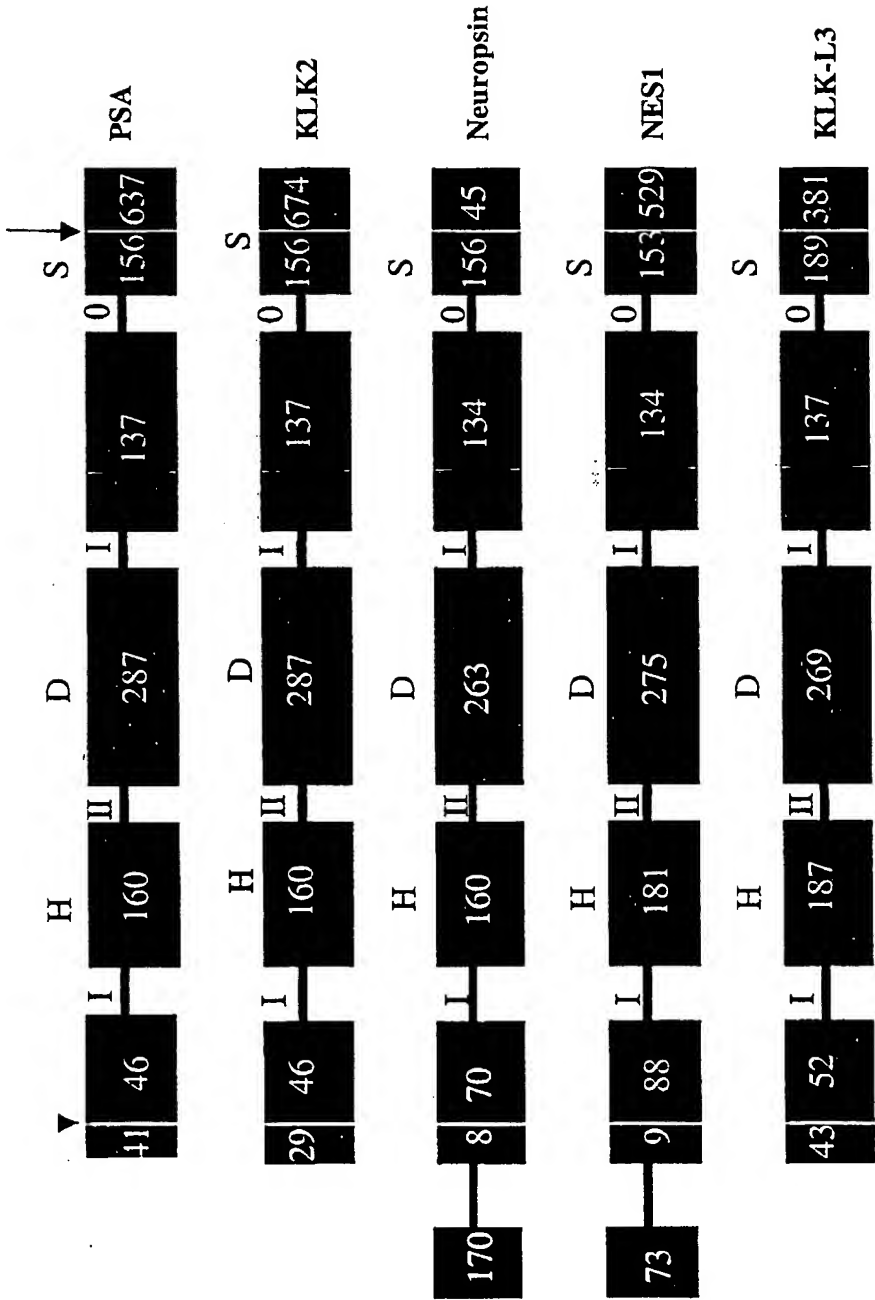 H D S
I II I 0
41 46 160 287 137 156 637 PSA
H D S
I II I 0
29 46 160 287 137 156 674 KLK2
H D S
I II I 0
170 8 70 160 263 134 156 45 Neuropsin
H D S
I II I 0
73 9 88 181 275 134 153 529 NES1
H D S
I II I 0
43 52 187 269 137 189 381 KLK-L3